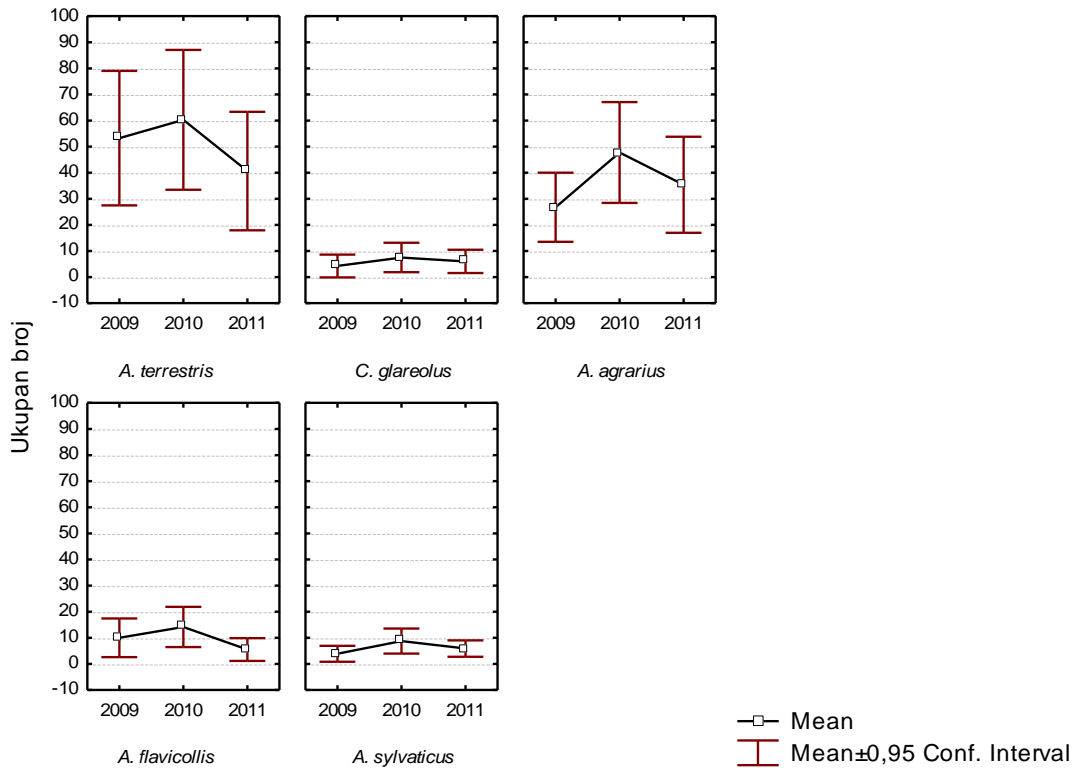 Ukupan broj
100
90
80
70
60
50
40
30
20
10
0
-10
2009 2010 2011
A. terrestris
2009 2010 2011
C. glareolus
2009 2010 2011
A. agrarius
100
90
80
70
60
50
40
30
20
10
0
-10
2009 2010 2011
A. flavicollis
2009 2010 2011
A. sylvaticus
Mean
Mean±0,95 Conf. Interval